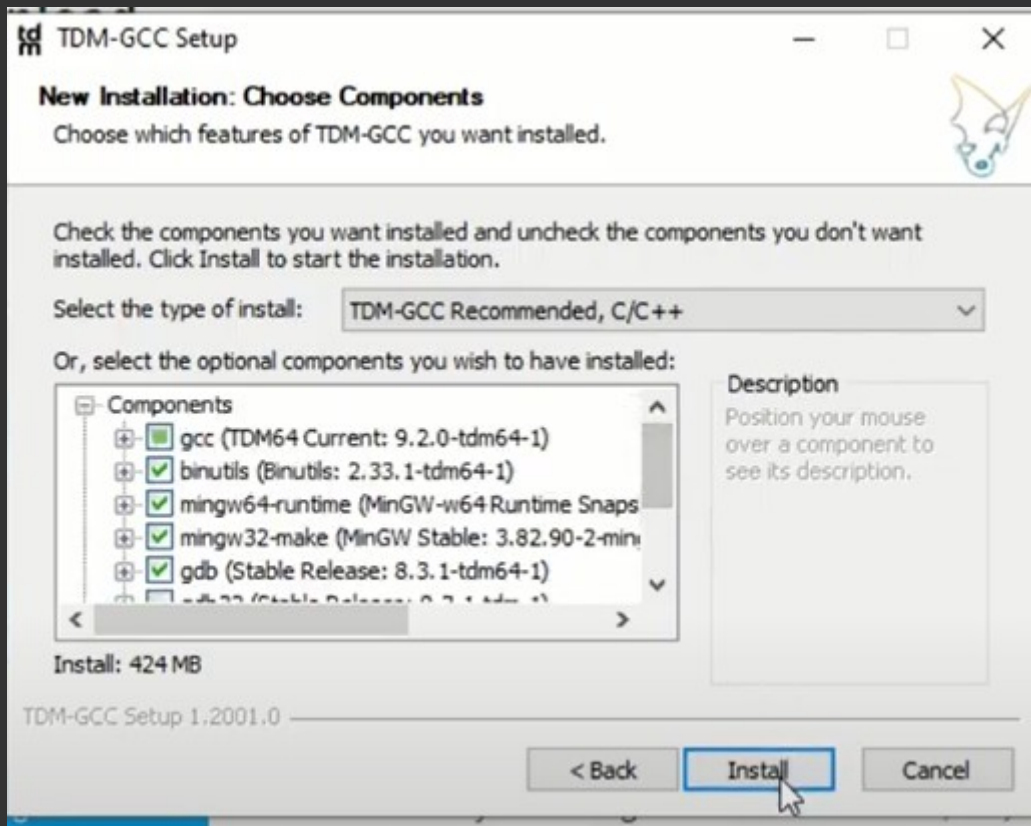 tdm
TDM-GCC Setup
New Installation: Choose Components
Choose which features of TDM-GCC you want installed.
Check the components you want installed and uncheck the components you don't want
installed. Click Install to start the installation.
Select the type of install:
TDM-GCC Recommended, C/C++
Or, select the optional components you wish to have installed:
Components
gcc (TDM64 Current: 9.2.0-tdm64-1)
binutils (Binutils: 2.33.1-tdm64-1)
mingw64-runtime (MinGW-w64 Runtime Snaps
mingw32-make (MinGW Stable: 3.82.90-2-min
gdb (Stable Release: 8.3.1-tdm64-1)
Description
Position your mouse
over a component to
see its description.
Install: 424 MB
TDM-GCC Setup 1.2001.0
< Back
Install
Cancel